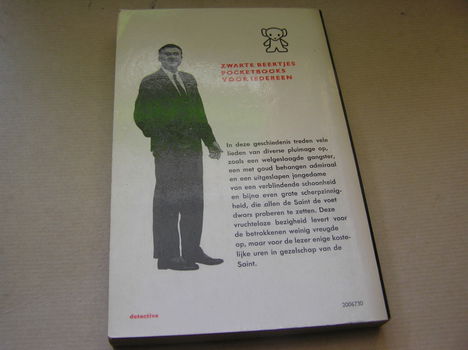 ZWARTE BEERTJES
POCKETBOOKS
VOOR IEDEREEN
In deze geschiedenis treden vele
lieden van diverse pluimage op,
zoals een welgeslaagde gangster,
een met goud behangen admiraal
en een uitgeslapen jongedame
van een verblindende schoonheid
en bijna even grote scherpzinnig-
heid, die allen de Saint de voet
dwars proberen te zetten. Deze
vruchteloze bezigheid levert voor
de betrokkenen weinig vreugde
op, maar voor de lezer enige koste-
lijke uren in gezelschap van de
Saint.
detective
2006730